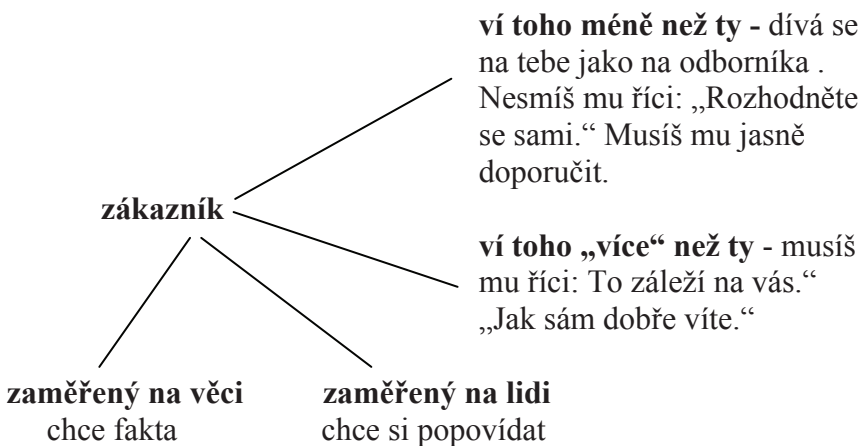 ví toho méně než ty - dívá se
na tebe jako na odborníka .
Nesmíš mu říci: „Rozhodněte
se sami.“ Musíš mu jasně
doporučit.
zákazník
ví toho „více“ než ty - musíš
mu říci: To záleží na vás.“
„Jak sám dobře víte.“
zaměřený na věci
chce fakta
zaměřený na lidi
chce si popovídat